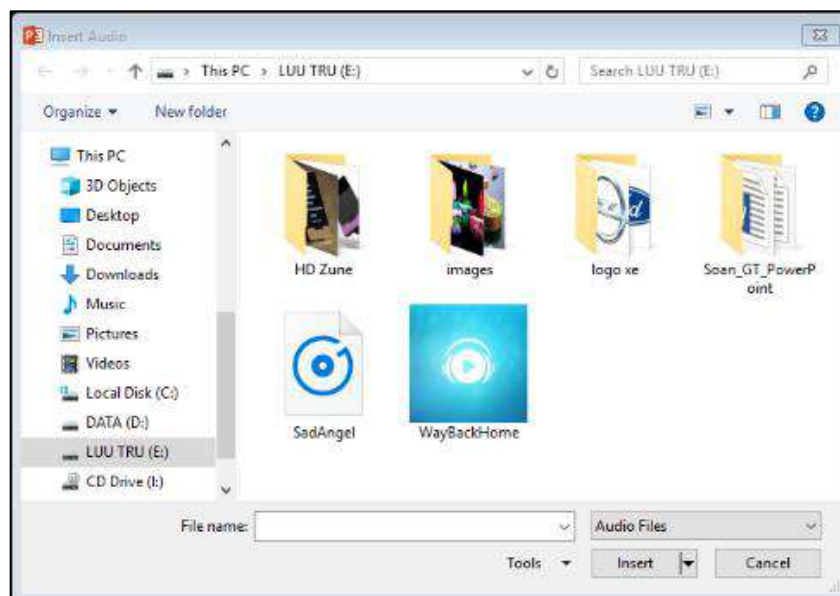 Insert Audio
This PC > LUU TRU (E:)
Search LUU TRU (E:)
Organize
New folder
This PC
3D Objects
Desktop
Documents
Downloads
Music
Pictures
Videos
Local Disk (C:)
DATA (D:)
LUU TRU (E:)
CD Drive (I:)
HD Zune
images
logo xe
Soan_GT_PowerP
oint
SadAngel
WayBackHome
File name:
Audio Files
Tools
Insert
Cancel